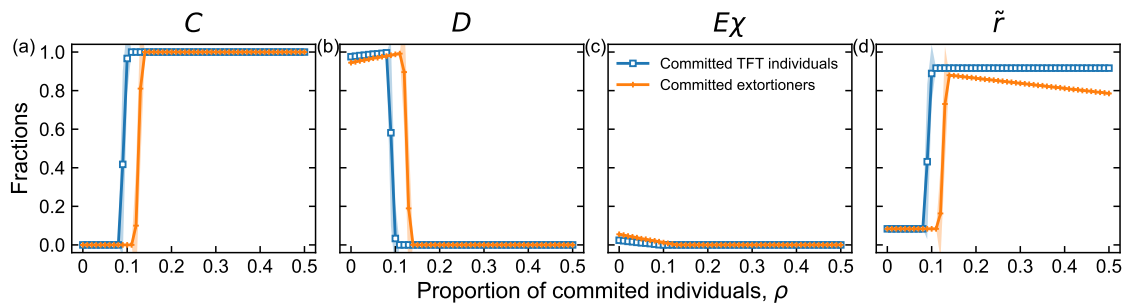 C D Eχ r̃
(a) (b) (c) (d)
1.0
0.8
0.6
0.4
0.2
0.0
Fractions
Committed TFT individuals
Committed extortioners
0 0.1 0.2 0.3 0.4 0.5 0 0.1 0.2 0.3 0.4 0.5 0 0.1 0.2 0.3 0.4 0.5 0 0.1 0.2 0.3 0.4 0.5
Proportion of commited individuals, ρ